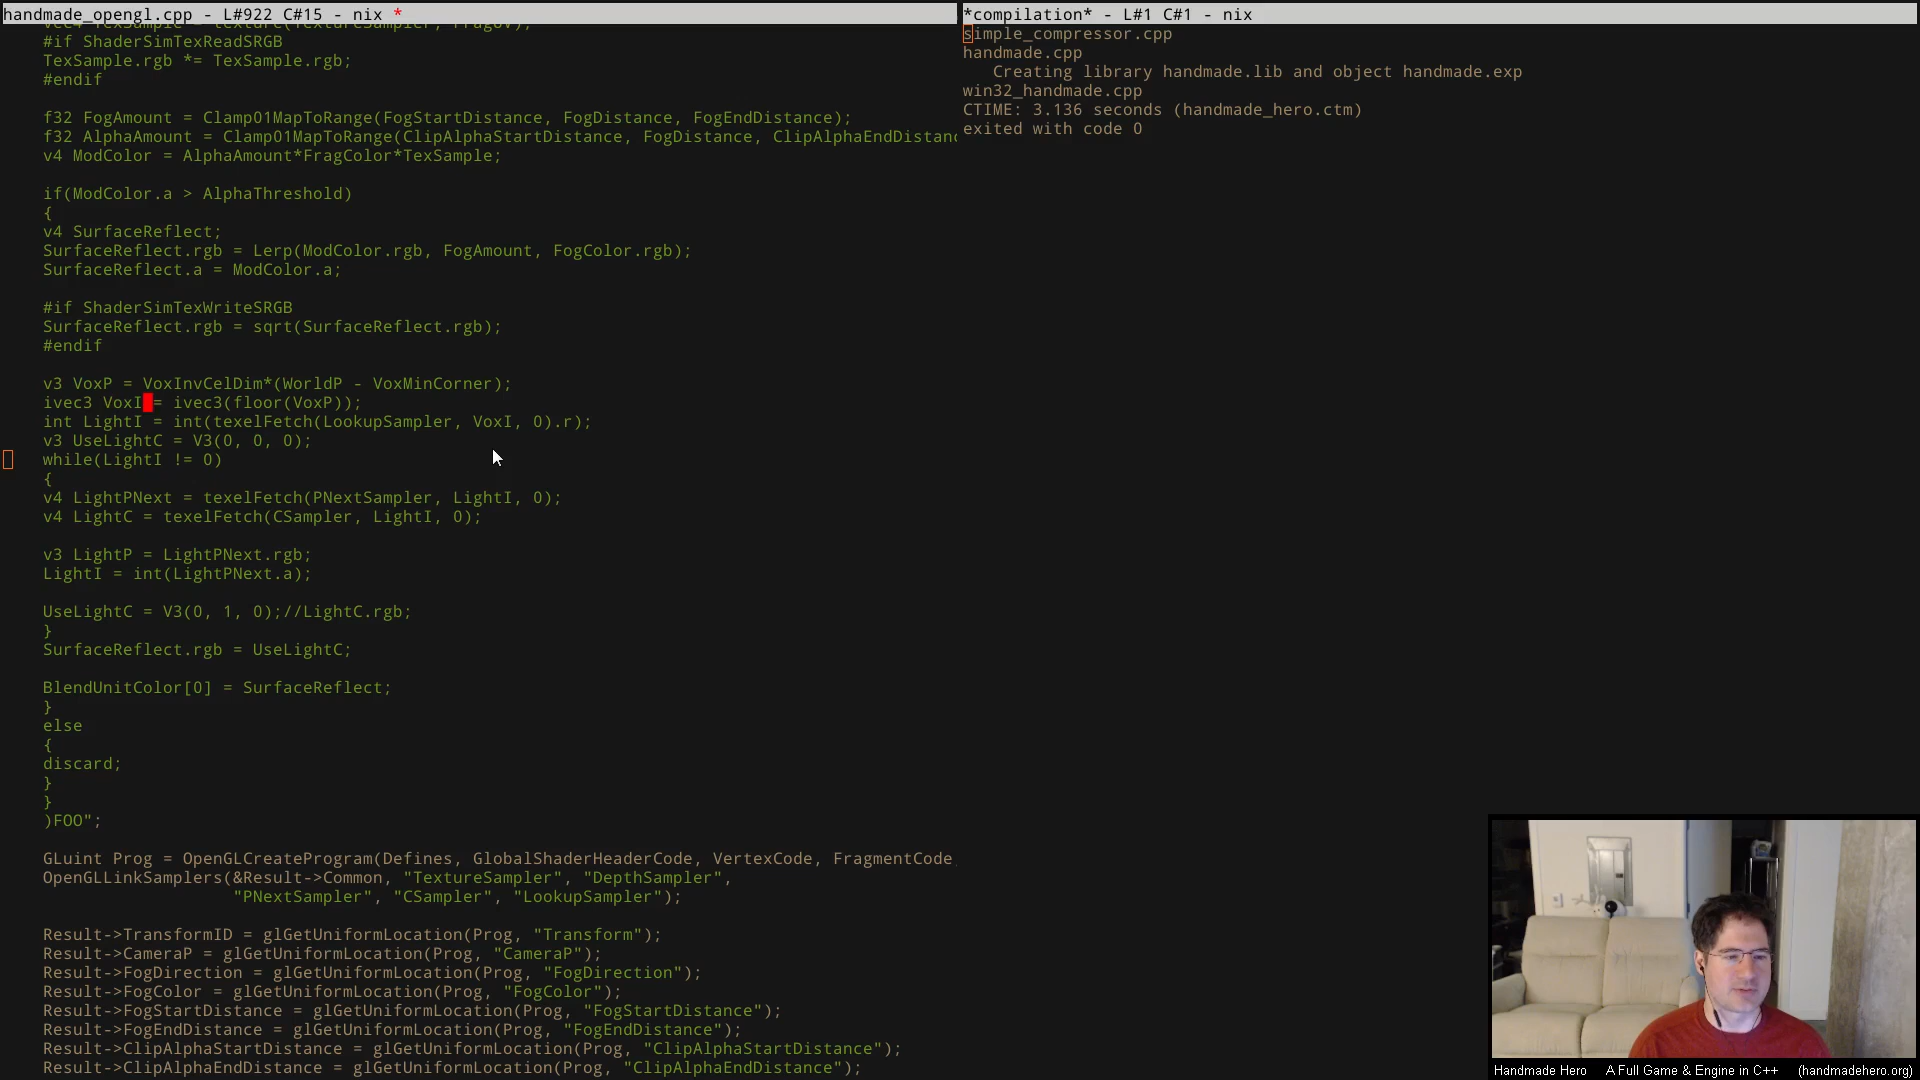 handmade_opengl.cpp - L#922 C#15 - nix *
#if ShaderSimTexReadSRGB
TexSample.rgb *= TexSample.rgb;
#endif
f32 FogAmount = Clamp01MapToRange(FogStartDistance, FogDistance, FogEndDistance);
f32 AlphaAmount = Clamp01MapToRange(ClipAlphaStartDistance, FogDistance, ClipAlphaEndDistanc
v4 ModColor = AlphaAmount*FragColor*TexSample;
if(ModColor.a > AlphaThreshold)
{
v4 SurfaceReflect;
SurfaceReflect.rgb = Lerp(ModColor.rgb, FogAmount, FogColor.rgb);
SurfaceReflect.a = ModColor.a;
#if ShaderSimTexWriteSRGB
SurfaceReflect.rgb = sqrt(SurfaceReflect.rgb);
#endif
v3 VoxP = VoxInvCelDim*(WorldP - VoxMinCorner);
ivec3 VoxI = ivec3(floor(VoxP));
int LightI = int(texelFetch(LookupSampler, VoxI, 0).r);
v3 UseLightC = V3(0, 0, 0);
while(LightI != 0)
{
v4 LightPNext = texelFetch(PNextSampler, LightI, 0);
v4 LightC = texelFetch(CSampler, LightI, 0);
v3 LightP = LightPNext.rgb;
LightI = int(LightPNext.a);
UseLightC = V3(0, 1, 0);//LightC.rgb;
}
SurfaceReflect.rgb = UseLightC;
BlendUnitColor[0] = SurfaceReflect;
}
else
{
discard;
}
}
)FOO";
GLuint Prog = OpenGLCreateProgram(Defines, GlobalShaderHeaderCode, VertexCode, FragmentCode
OpenGLLinkSamplers(&Result->Common, "TextureSampler", "DepthSampler",
"PNextSampler", "CSampler", "LookupSampler");
Result->TransformID = glGetUniformLocation(Prog, "Transform");
Result->CameraP = glGetUniformLocation(Prog, "CameraP");
Result->FogDirection = glGetUniformLocation(Prog, "FogDirection");
Result->FogColor = glGetUniformLocation(Prog, "FogColor");
Result->FogStartDistance = glGetUniformLocation(Prog, "FogStartDistance");
Result->FogEndDistance = glGetUniformLocation(Prog, "FogEndDistance");
Result->ClipAlphaStartDistance = glGetUniformLocation(Prog, "ClipAlphaStartDistance");
Result->ClipAlphaEndDistance = glGetUniformLocation(Prog, "ClipAlphaEndDistance");
*compilation* - L#1 C#1 - nix
simple_compressor.cpp
handmade.cpp
Creating library handmade.lib and object handmade.exp
win32_handmade.cpp
CTIME: 3.136 seconds (handmade_hero.ctm)
exited with code 0
Handmade Hero A Full Game & Engine in C++ (handmadehero.org)